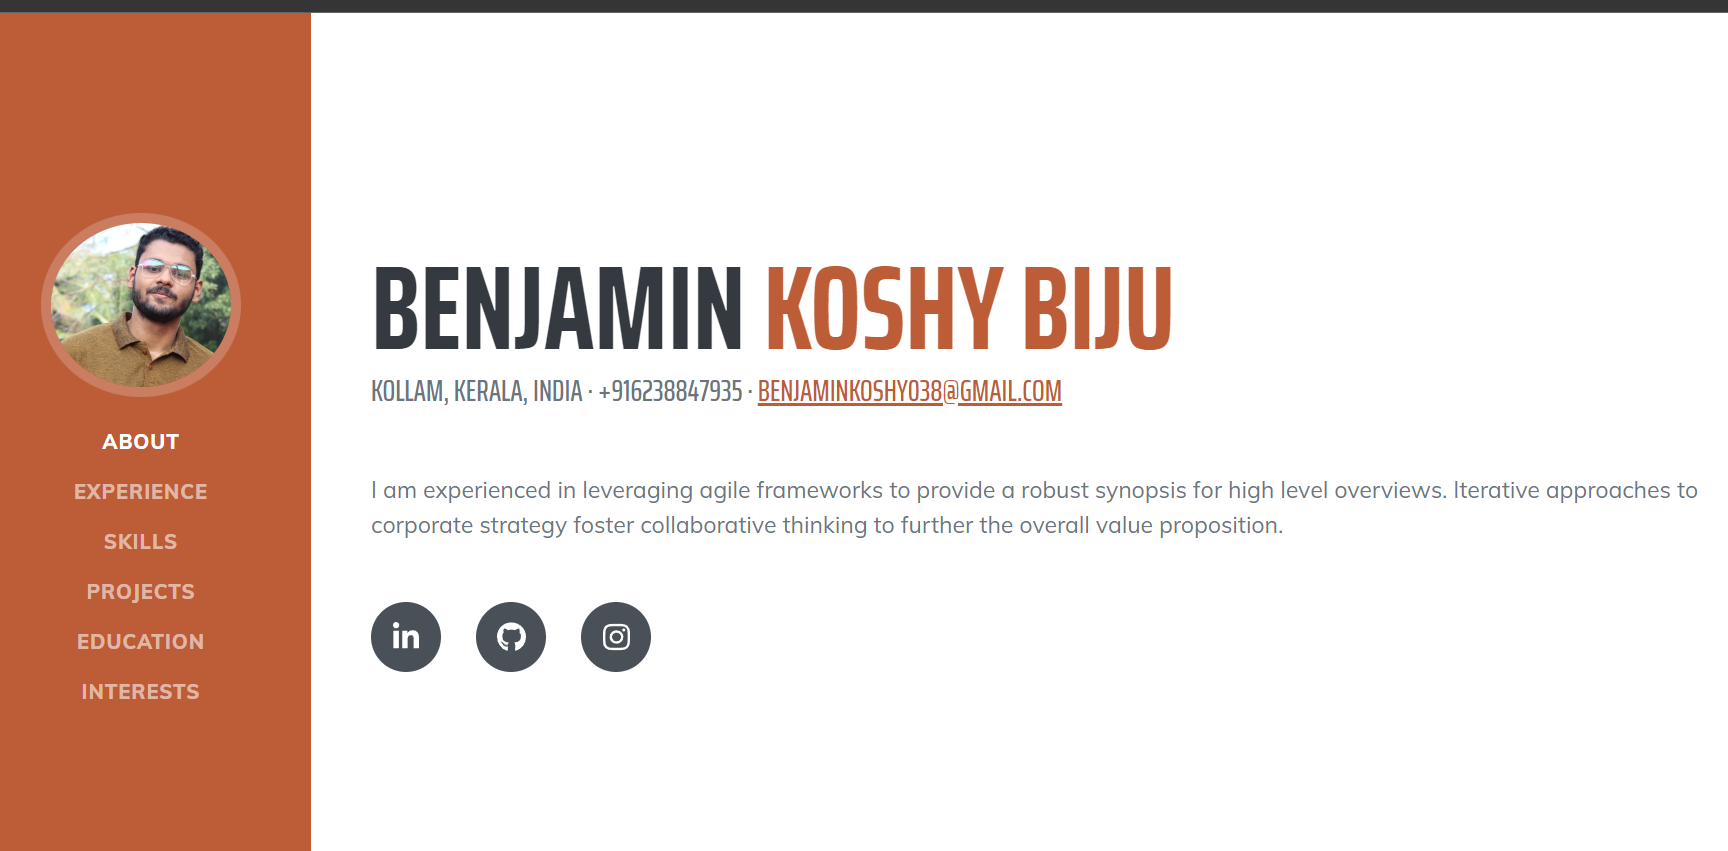 ABOUT
EXPERIENCE
SKILLS
PROJECTS
EDUCATION
INTERESTS
BENJAMIN KOSHY BIJU
KOLLAM, KERALA, INDIA · +916238847935 · BENJAMINKOSHY038@GMAIL.COM
I am experienced in leveraging agile frameworks to provide a robust synopsis for high level overviews. Iterative approaches to
corporate strategy foster collaborative thinking to further the overall value proposition.
in